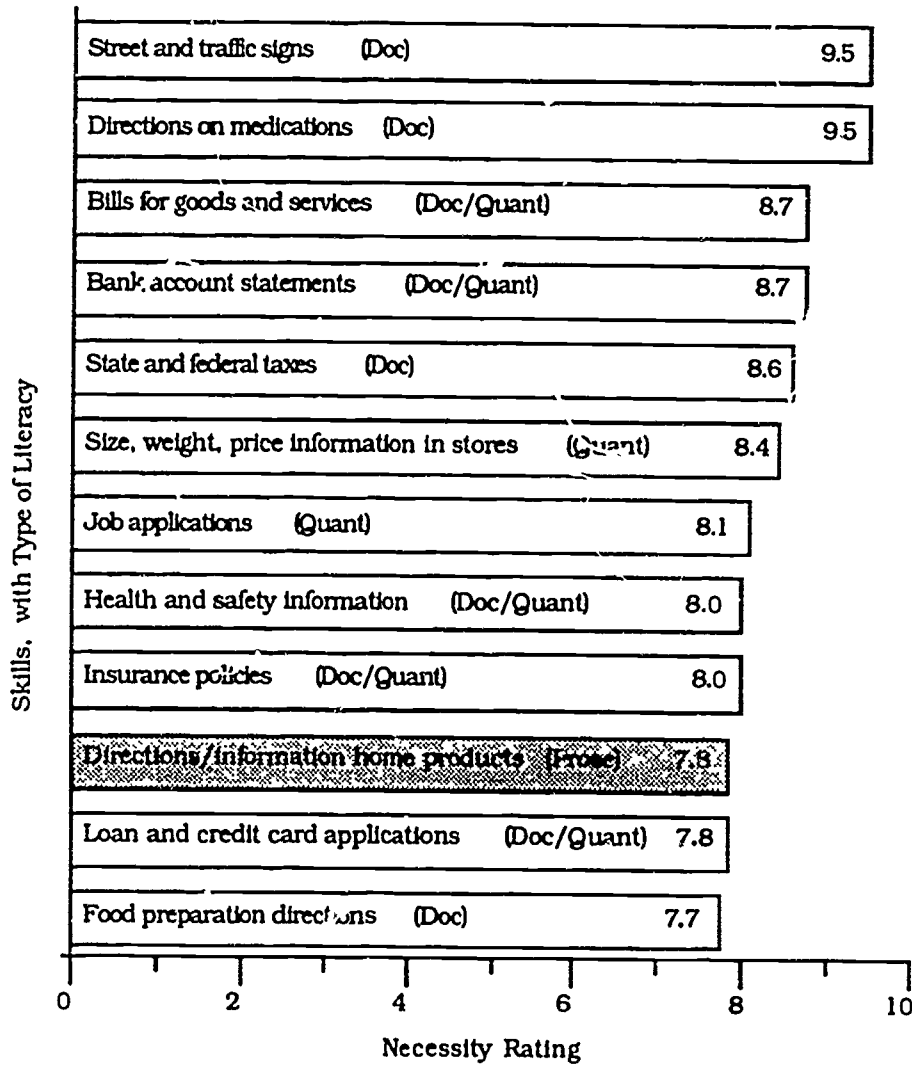 Street and traffic signs (Doc) 9.5
Directions on medications (Doc) 9.5
Bills for goods and services (Doc/Quant) 8.7
Bank account statements (Doc/Quant) 8.7
State and federal taxes (Doc) 8.6
Size, weight, price information in stores (Quant) 8.4
Job applications (Quant) 8.1
Health and safety information (Doc/Quant) 8.0
Insurance policies (Doc/Quant) 8.0
Directions/information home products (Prose) 7.8
Loan and credit card applications (Doc/Quant) 7.8
Food preparation directions (Doc) 7.7
Skills, with Type of Literacy
0 2 4 6 8 10
Necessity Rating